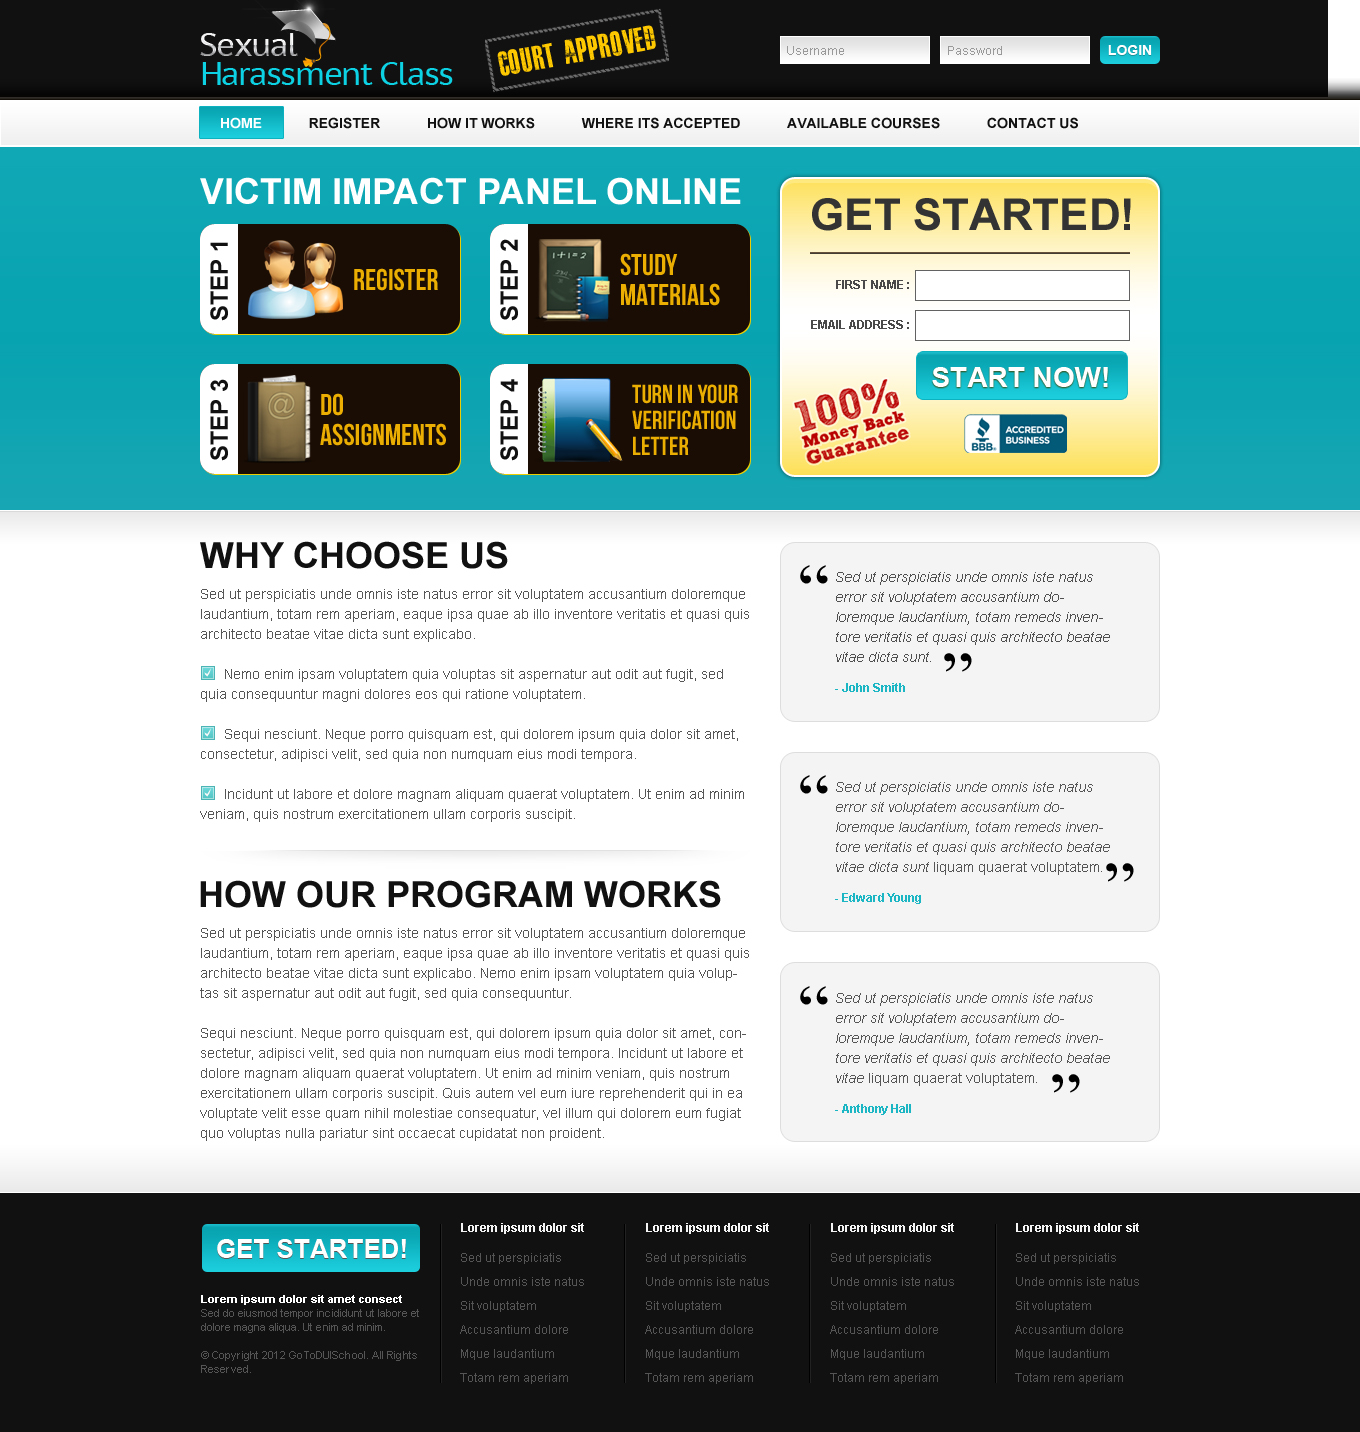 Sexual
Harassment Class
COURT APPROVED
Username
Password
LOGIN
HOME
REGISTER
HOW IT WORKS
WHERE ITS ACCEPTED
AVAILABLE COURSES
CONTACT US
VICTIM IMPACT PANEL ONLINE
STEP 1
REGISTER
STEP 2
1+1=2
STUDY
MATERIALS
STEP 3
@
DO
ASSIGNMENTS
STEP 4
TURN IN YOUR
VERIFICATION
LETTER
GET STARTED!
FIRST NAME :
EMAIL ADDRESS :
START NOW!
100%
Money Back
Guarantee
BBB.
ACCREDITED
BUSINESS
WHY CHOOSE US
Sed ut perspiciatis unde omnis iste natus error sit voluptatem accusantium doloremque
laudantium, totam rem aperiam, eaque ipsa quae ab illo inventore veritatis et quasi quis
architecto beatae vitae dicta sunt explicabo.
Nemo enim ipsam voluptatem quia voluptas sit aspernatur aut odit aut fugit, sed
quia consequuntur magni dolores eos qui ratione voluptatem.
Sequi nesciunt. Neque porro quisquam est, qui dolorem ipsum quia dolor sit amet,
consectetur, adipisci velit, sed quia non numquam eius modi tempora.
Incidunt ut labore et dolore magnam aliquam quaerat voluptatem. Ut enim ad minim
veniam, quis nostrum exercitationem ullam corporis suscipit.
HOW OUR PROGRAM WORKS
Sed ut perspiciatis unde omnis iste natus error sit voluptatem accusantium doloremque
laudantium, totam rem aperiam, eaque ipsa quae ab illo inventore veritatis et quasi quis
architecto beatae vitae dicta sunt explicabo. Nemo enim ipsam voluptatem quia volup-
tas sit aspernatur aut odit aut fugit, sed quia consequuntur.
Sequi nesciunt. Neque porro quisquam est, qui dolorem ipsum quia dolor sit amet, con-
sectetur, adipisci velit, sed quia non numquam eius modi tempora. Incidunt ut labore et
dolore magnam aliquam quaerat voluptatem. Ut enim ad minim veniam, quis nostrum
exercitationem ullam corporis suscipit. Quis autem vel eum iure reprehenderit qui in ea
voluptate velit esse quam nihil molestiae consequatur, vel illum qui dolorem eum fugiat
quo voluptas nulla pariatur sint occaecat cupidatat non proident.
“ Sed ut perspiciatis unde omnis iste natus
error sit voluptatem accusantium do-
loremque laudantium, totam remeds inven-
tore veritatis et quasi quis architecto beatae
vitae dicta sunt. ”
- John Smith
“ Sed ut perspiciatis unde omnis iste natus
error sit voluptatem accusantium do-
loremque laudantium, totam remeds inven-
tore veritatis et quasi quis architecto beatae
vitae dicta sunt liquam quaerat voluptatem. ”
- Edward Young
“ Sed ut perspiciatis unde omnis iste natus
error sit voluptatem accusantium do-
loremque laudantium, totam remeds inven-
tore veritatis et quasi quis architecto beatae
vitae liquam quaerat voluptatem. ”
- Anthony Hall
GET STARTED!
Lorem ipsum dolor sit amet consect
Sed do eiusmod tempor incididunt ut labore et
dolore magna aliqua. Ut enim ad minim.
© Copyright 2012 GoToDUISchool. All Rights
Reserved.
Lorem ipsum dolor sit
Sed ut perspiciatis
Unde omnis iste natus
Sit voluptatem
Accusantium dolore
Mque laudantium
Totam rem aperiam
Lorem ipsum dolor sit
Sed ut perspiciatis
Unde omnis iste natus
Sit voluptatem
Accusantium dolore
Mque laudantium
Totam rem aperiam
Lorem ipsum dolor sit
Sed ut perspiciatis
Unde omnis iste natus
Sit voluptatem
Accusantium dolore
Mque laudantium
Totam rem aperiam
Lorem ipsum dolor sit
Sed ut perspiciatis
Unde omnis iste natus
Sit voluptatem
Accusantium dolore
Mque laudantium
Totam rem aperiam